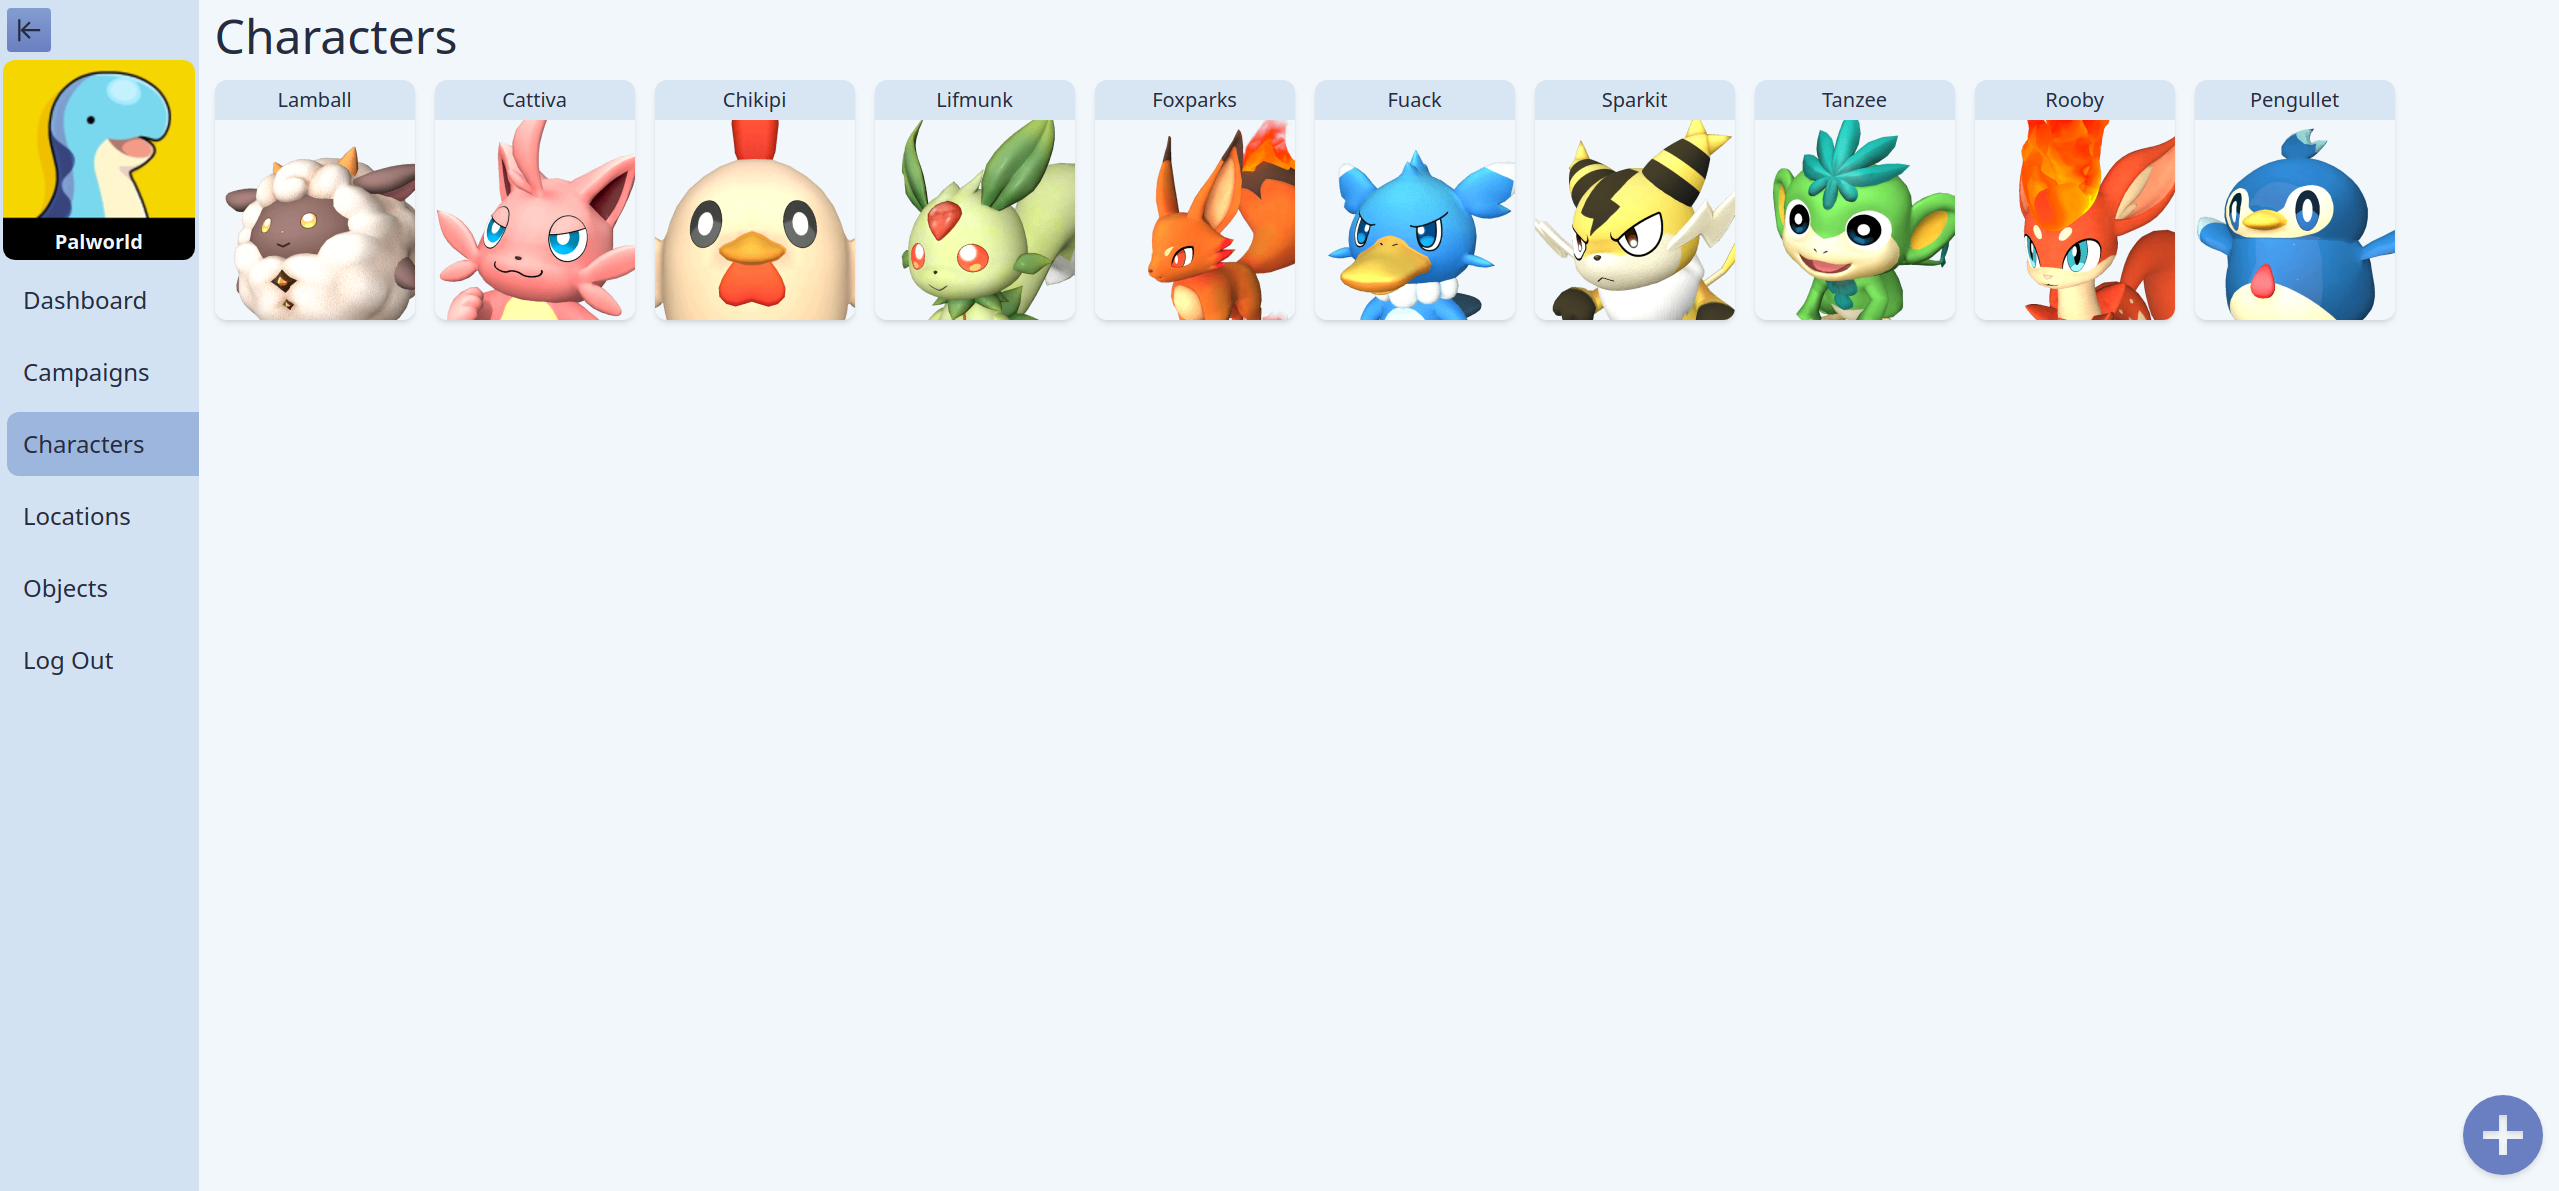 Characters
Palworld
Dashboard
Campaigns
Characters
Locations
Objects
Log Out
Lamball
Cattiva
Chikipi
Lifmunk
Foxparks
Fuack
Sparkit
Tanzee
Rooby
Pengullet